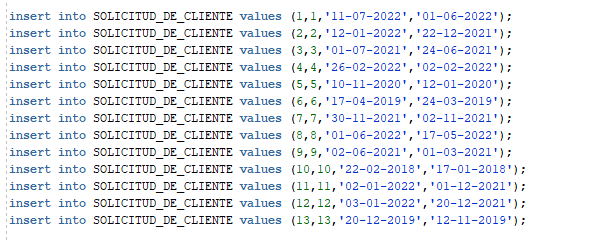 insert into SOLICITUD_DE_CLIENTE values (1,1,'11-07-2022','01-06-2022');
insert into SOLICITUD_DE_CLIENTE values (2,2,'12-01-2022','22-12-2021');
insert into SOLICITUD_DE_CLIENTE values (3,3,'01-07-2021','24-06-2021');
insert into SOLICITUD_DE_CLIENTE values (4,4,'26-02-2022','02-02-2022');
insert into SOLICITUD_DE_CLIENTE values (5,5,'10-11-2020','12-01-2020');
insert into SOLICITUD_DE_CLIENTE values (6,6,'17-04-2019','24-03-2019');
insert into SOLICITUD_DE_CLIENTE values (7,7,'30-11-2021','02-11-2021');
insert into SOLICITUD_DE_CLIENTE values (8,8,'01-06-2022','17-05-2022');
insert into SOLICITUD_DE_CLIENTE values (9,9,'02-06-2021','01-03-2021');
insert into SOLICITUD_DE_CLIENTE values (10,10,'22-02-2018','17-01-2018');
insert into SOLICITUD_DE_CLIENTE values (11,11,'02-01-2022','01-12-2021');
insert into SOLICITUD_DE_CLIENTE values (12,12,'03-01-2022','20-12-2021');
insert into SOLICITUD_DE_CLIENTE values (13,13,'20-12-2019','12-11-2019');